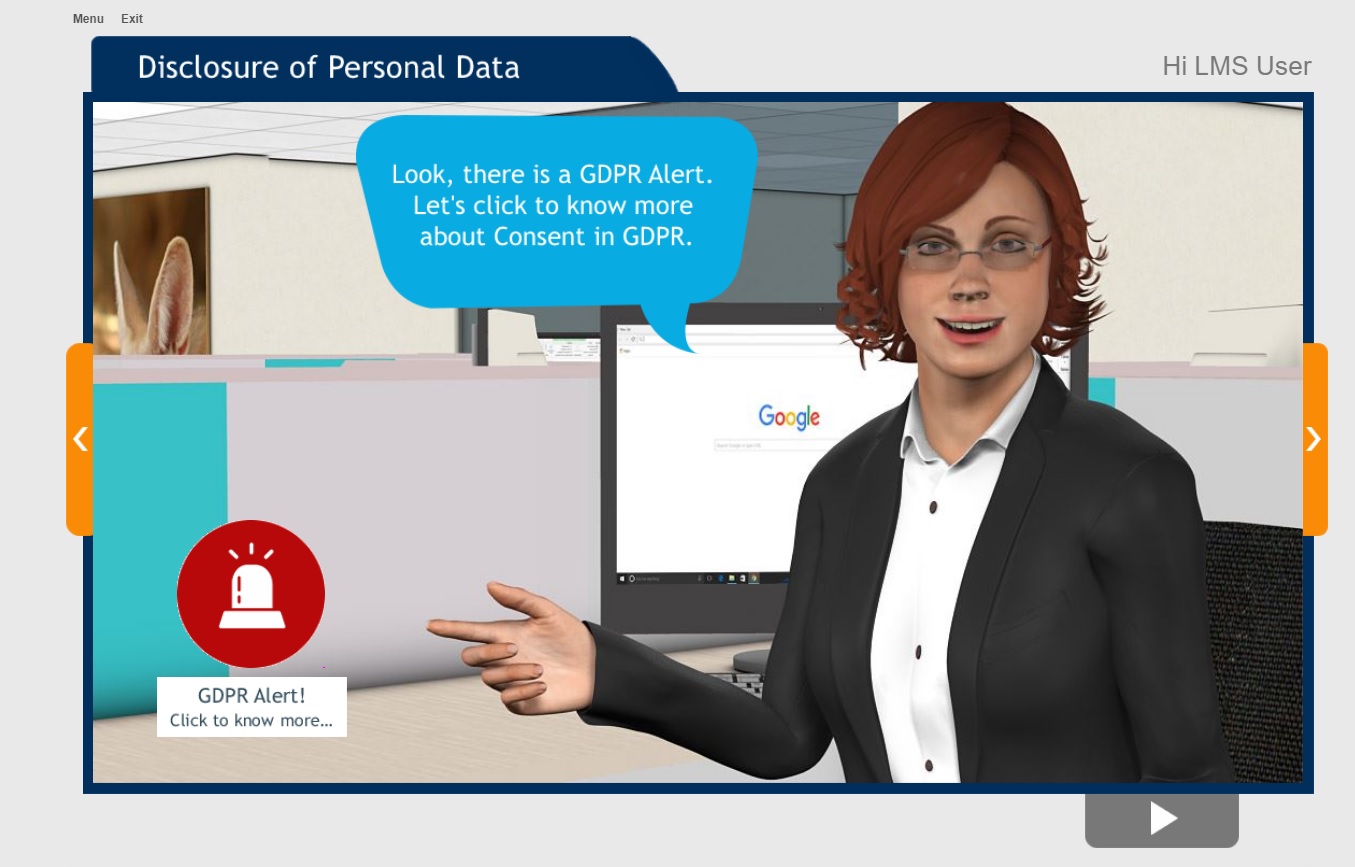 Menu Exit
Disclosure of Personal Data
Hi LMS User
Look, there is a GDPR Alert.
Let's click to know more
about Consent in GDPR.
Google
GDPR Alert!
Click to know more...